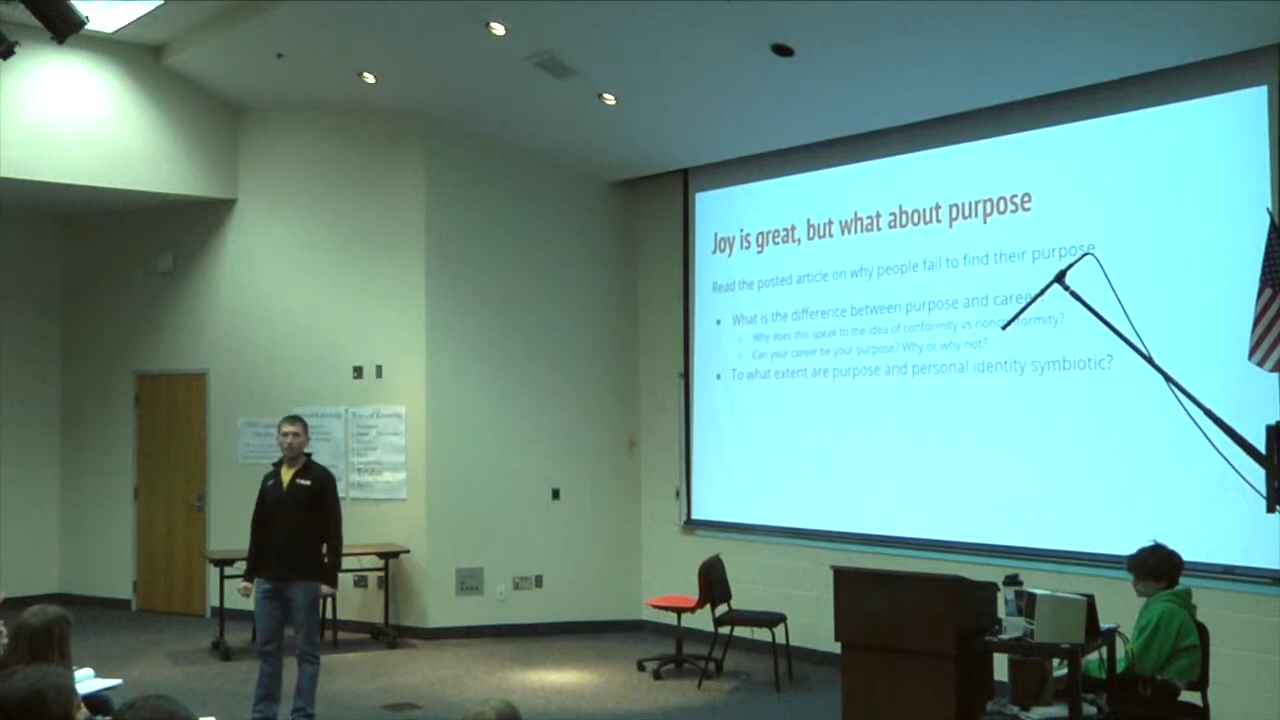 Joy is great, but what about purpose
Read the posted article on why people fail to find their purpose
What is the difference between purpose and career
Why does this speak to the idea of conformity vs nonconformity?
Can your career be your purpose? Why or why not?
To what extent are purpose and personal identity symbiotic?